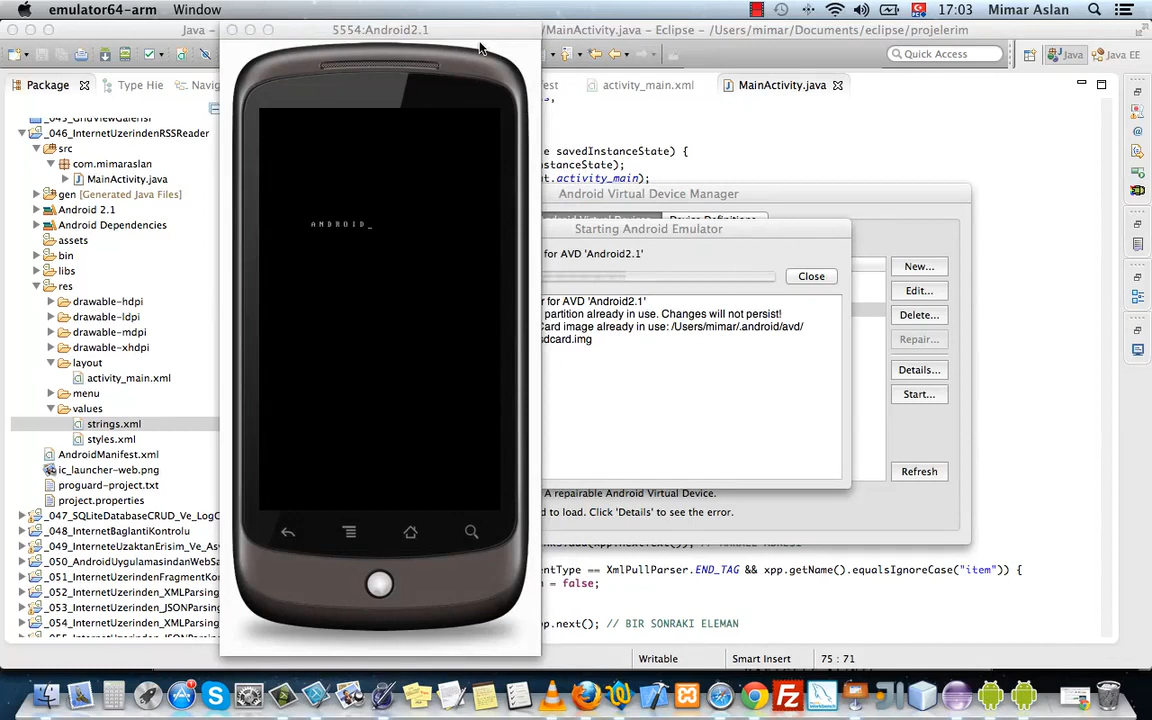 emulator64-arm Window 17:03 Mimar Aslan
Java – 5554:Android2.1 /MainActivity.java – Eclipse – /Users/mimar/Documents/eclipse/projelerim
Quick Access Java Java EE
Package Type Hie Navig est activity_main.xml MainActivity.java
_046_InternetUzerindenRSSReader
src
savedInstanceState) {
com.mimaraslan
nstanceState);
MainActivity.java
t.activity_main);
gen [Generated Java Files]
Android Virtual Device Manager
Android 2.1
Android Dependencies
ANDROID_
Starting Android Emulator
assets
bin
for AVD 'Android2.1'
libs
New...
Close
res
Edit...
drawable-hdpi
r for AVD 'Android2.1'
drawable-ldpi
partition already in use. Changes will not persist!
Delete...
drawable-mdpi
Card image already in use: /Users/mimar/.android/avd/
sdcard.img
Repair...
drawable-xhdpi
layout
Details...
activity_main.xml
menu
Start...
values
strings.xml
styles.xml
AndroidManifest.xml
ic_launcher-web.png
Refresh
proguard-project.txt
A repairable Android Virtual Device.
project.properties
d to load. Click 'Details' to see the error.
_047_SQLiteDatabaseCRUD_Ve_LogC
_048_InternetBaglantiKontrolu
_049_InterneteUzaktanErisim_Ve_As
_050_AndroidUygulamasindanWebSa
entType == XmlPullParser.END_TAG && xpp.getName().equalsIgnoreCase("item")) {
_051_InternetUzerindenFragmentKon
= false;
_052_InternetUzerinden_XMLParsing
_053_InternetUzerinden_JSONParsing
pp.next(); // BIR SONRAKI ELEMAN
Writable Smart Insert 75 : 71